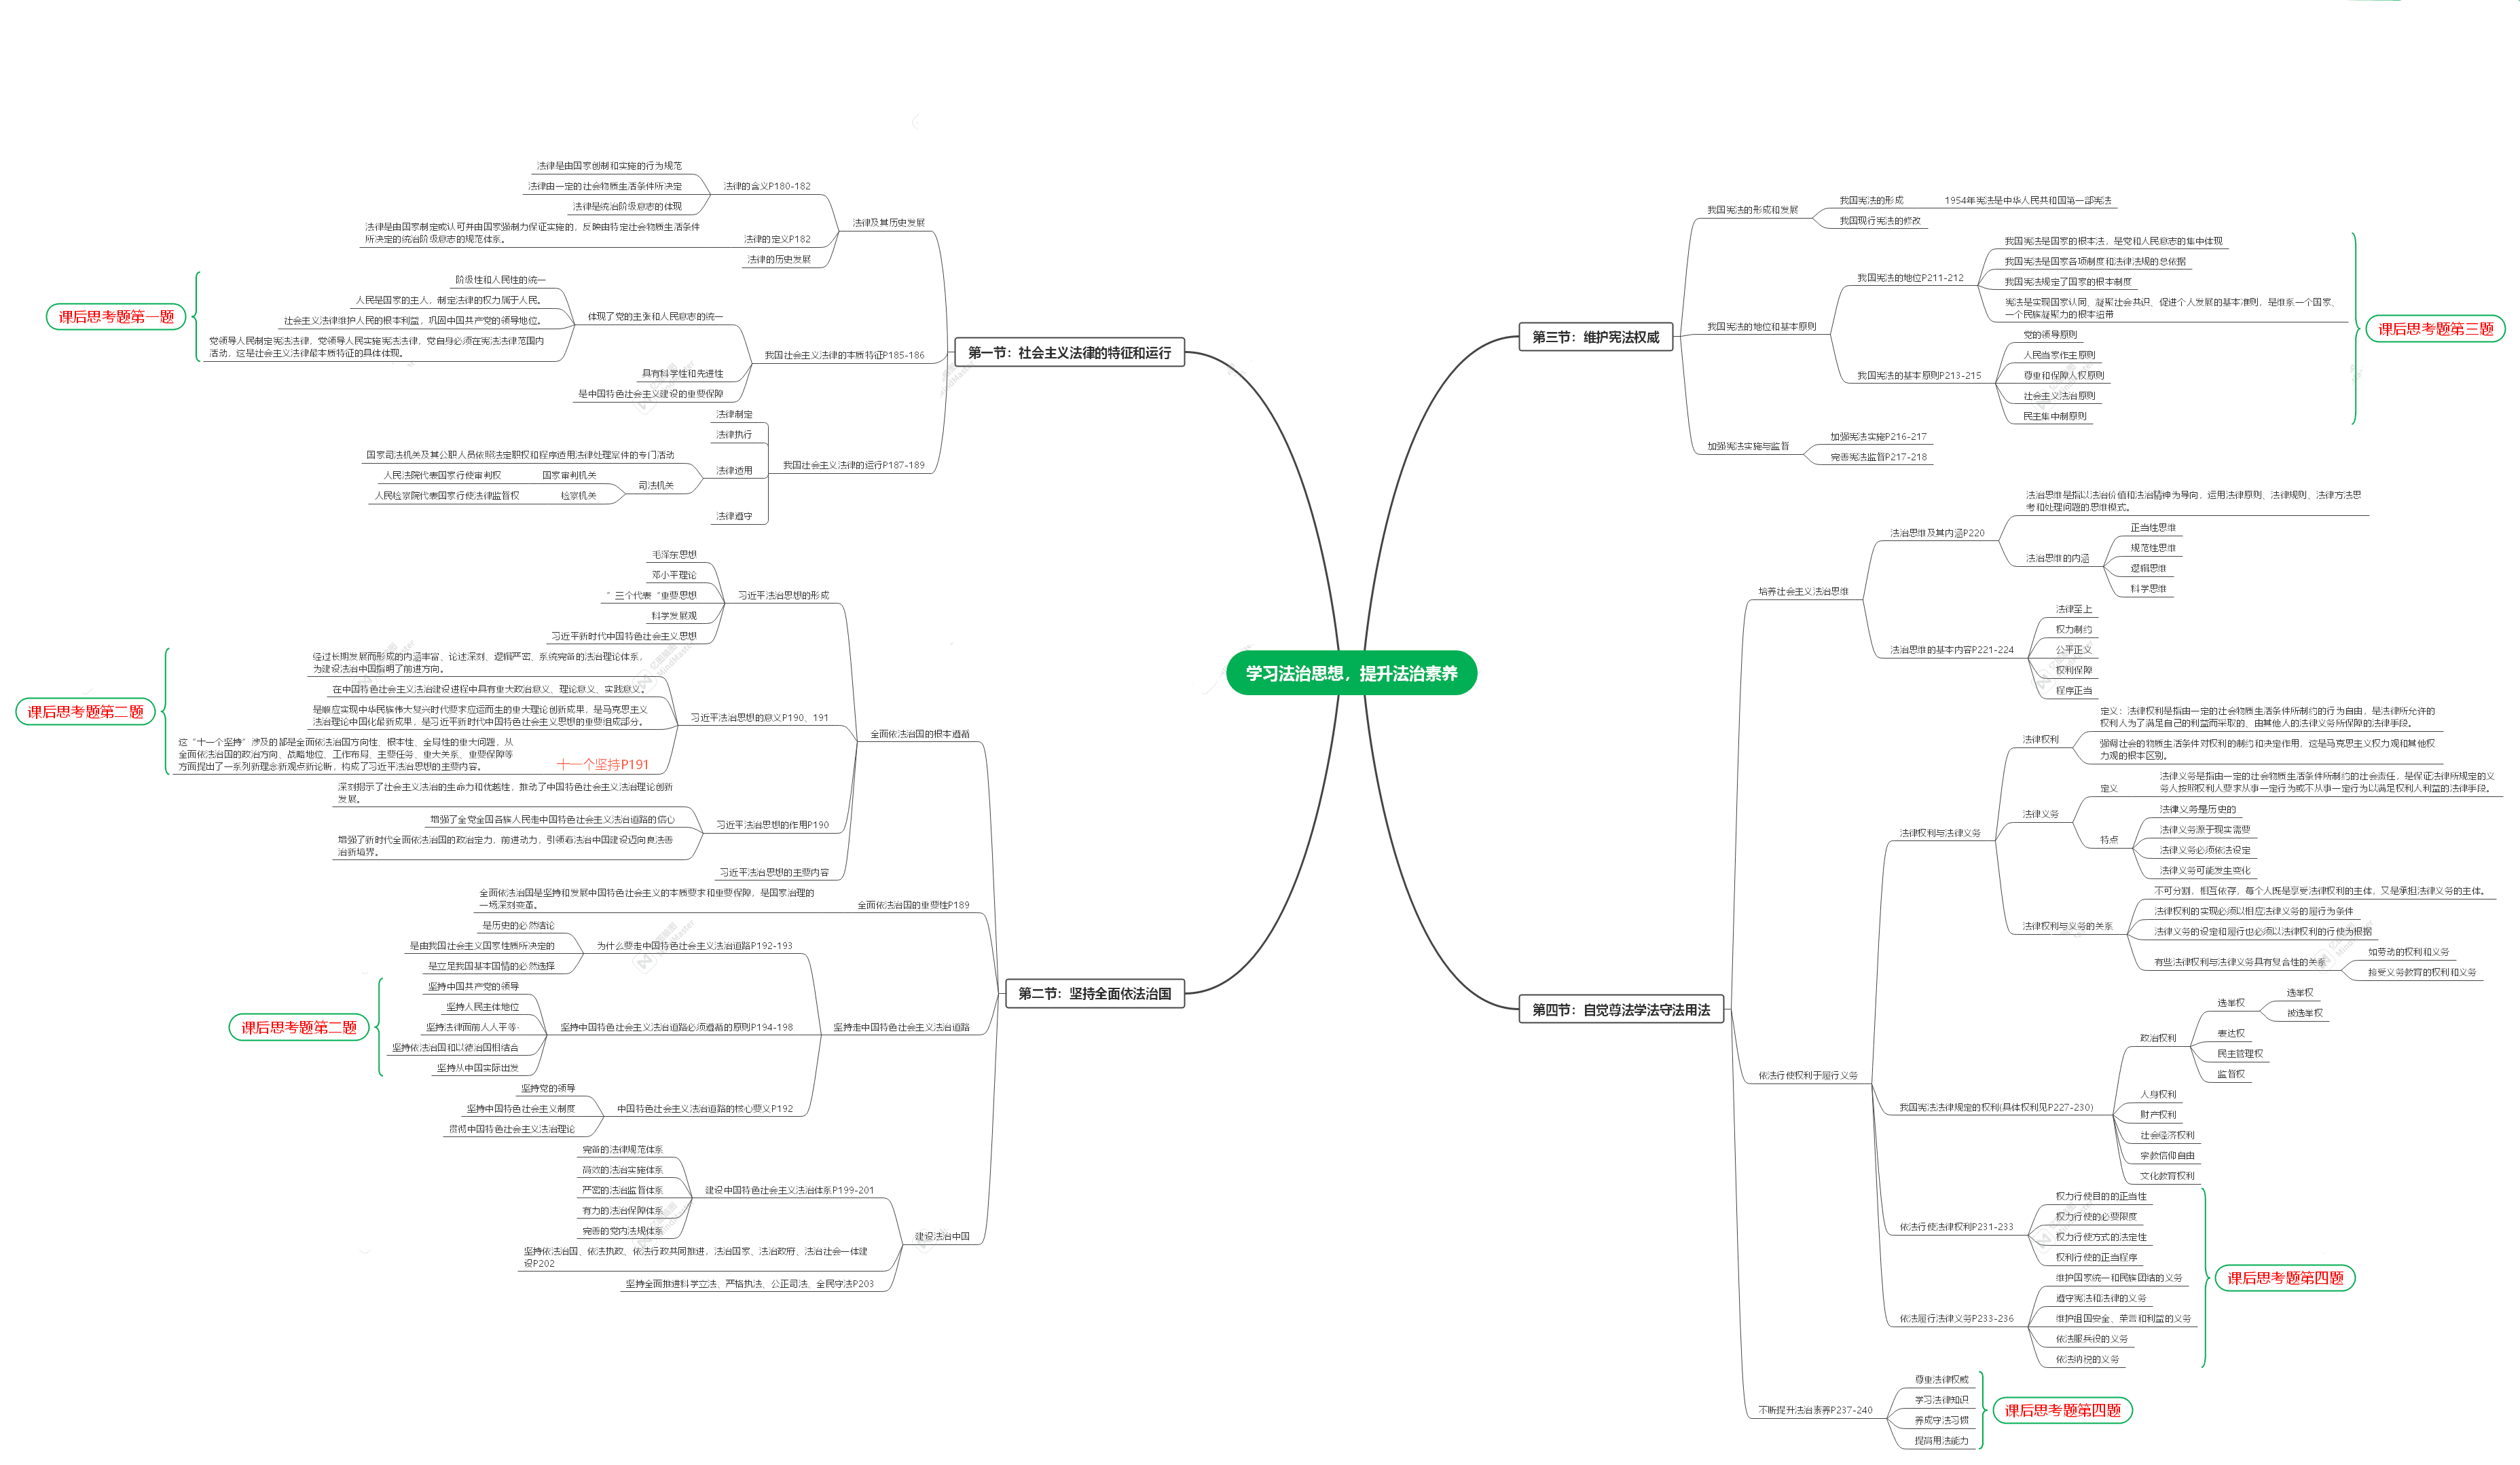 学习法治思想，提升法治素养
第一节：社会主义法律的特征和运行
法律及其历史发展
法律的含义P180-182
法律是由国家创制和实施的行为规范
法律由一定的社会物质生活条件所决定
法律是统治阶级意志的体现
法律的定义P182
法律是由国家制定或认可并由国家强制力保证实施的，反映由特定社会物质生活条件
所决定的统治阶级意志的规范体系。
法律的历史发展
我国社会主义法律的本质特征P185-186
体现了党的主张和人民意志的统一
阶级性和人民性的统一
人民是国家的主人，制定法律的权力属于人民。
社会主义法律维护人民的根本利益，巩固中国共产党的领导地位。
党领导人民制定宪法法律，党领导人民实施宪法法律，党自身必须在宪法法律范围内
活动，这是社会主义法律最本质特征的具体体现。
课后思考题第一题
具有科学性和先进性
是中国特色社会主义建设的重要保障
我国社会主义法律的运行P187-189
法律制定
法律执行
法律适用
国家司法机关及其公职人员依照法定职权和程序适用法律处理案件的专门活动
司法机关
国家审判机关
人民法院代表国家行使审判权
检察机关
人民检察院代表国家行使法律监督权
法律遵守
第二节：坚持全面依法治国
全面依法治国的根本遵循
习近平法治思想的形成
毛泽东思想
邓小平理论
”三个代表“重要思想
科学发展观
习近平新时代中国特色社会主义思想
习近平法治思想的意义P190、191
经过长期发展而形成的内涵丰富、论述深刻、逻辑严密、系统完备的法治理论体系，
为建设法治中国指明了前进方向。
在中国特色社会主义法治建设进程中具有重大政治意义、理论意义、实践意义。
是顺应实现中华民族伟大复兴时代要求应运而生的重大理论创新成果，是马克思主义
法治理论中国化最新成果，是习近平新时代中国特色社会主义思想的重要组成部分。
十一个坚持P191
这“十一个坚持”涉及的都是全面依法治国方向性、根本性、全局性的重大问题，从
全面依法治国的政治方向、战略地位、工作布局、主要任务、重大关系、重要保障等
方面提出了一系列新理念新观点新论断，构成了习近平法治思想的主要内容。
课后思考题第二题
习近平法治思想的作用P190
深刻揭示了社会主义法治的生命力和优越性，推动了中国特色社会主义法治理论创新
发展。
增强了全党全国各族人民走中国特色社会主义法治道路的信心
增强了新时代全面依法治国的政治定力，前进动力，引领着法治中国建设迈向良法善
治新境界。
习近平法治思想的主要内容
全面依法治国的重要性P189
全面依法治国是坚持和发展中国特色社会主义的本质要求和重要保障，是国家治理的
一场深刻变革。
坚持走中国特色社会主义法治道路
为什么要走中国特色社会主义法治道路P192-193
是历史的必然结论
是由我国社会主义国家性质所决定的
是立足我国基本国情的必然选择
坚持中国特色社会主义法治道路必须遵循的原则P194-198
坚持中国共产党的领导
坚持人民主体地位
坚持法律面前人人平等·
坚持依法治国和以德治国相结合
坚持从中国实际出发
课后思考题第二题
中国特色社会主义法治道路的核心要义P192
坚持党的领导
坚持中国特色社会主义制度
贯彻中国特色社会主义法治理论
建设法治中国
建设中国特色社会主义法治体系P199-201
完备的法律规范体系
高效的法治实施体系
严密的法治监督体系
有力的法治保障体系
完善的党内法规体系
坚持依法治国、依法执政、依法行政共同推进，法治国家、法治政府、法治社会一体建
设P202
坚持全面推进科学立法、严格执法、公正司法、全民守法P203
第三节：维护宪法权威
我国宪法的形成和发展
我国宪法的形成
1954年宪法是中华人民共和国第一部宪法
我国现行宪法的修改
我国宪法的地位和基本原则
我国宪法的地位P211-212
我国宪法是国家的根本法，是党和人民意志的集中体现
我国宪法是国家各项制度和法律法规的总依据
我国宪法规定了国家的根本制度
宪法是实现国家认同、凝聚社会共识、促进个人发展的基本准则，是维系一个国家、
一个民族凝聚力的根本纽带
我国宪法的基本原则P213-215
党的领导原则
人民当家作主原则
尊重和保障人权原则
社会主义法治原则
民主集中制原则
课后思考题第三题
加强宪法实施与监督
加强宪法实施P216-217
完善宪法监督P217-218
第四节：自觉尊法学法守法用法
培养社会主义法治思维
法治思维及其内涵P220
法治思维是指以法治价值和法治精神为导向，运用法律原则、法律规则、法律方法思
考和处理问题的思维模式。
法治思维的内涵
正当性思维
规范性思维
逻辑思维
科学思维
法治思维的基本内容P221-224
法律至上
权力制约
公平正义
权利保障
程序正当
依法行使权利于履行义务
法律权利与法律义务
法律权利
定义：法律权利是指由一定的社会物质生活条件所制约的行为自由，是法律所允许的
权利人为了满足自己的利益而采取的、由其他人的法律义务所保障的法律手段。
强调社会的物质生活条件对权利的制约和决定作用，这是马克思主义权力观和其他权
力观的根本区别。
法律义务
定义
法律义务是指由一定的社会物质生活条件所制约的社会责任，是保证法律所规定的义
务人按照权利人要求从事一定行为或不从事一定行为以满足权利人利益的法律手段。
特点
法律义务是历史的
法律义务源于现实需要
法律义务必须依法设定
法律义务可能发生变化
法律权利与义务的关系
不可分割，相互依存，每个人既是享受法律权利的主体，又是承担法律义务的主体。
法律权利的实现必须以相应法律义务的履行为条件
法律义务的设定和履行也必须以法律权利的行使为根据
有些法律权利与法律义务具有复合性的关系
如劳动的权利和义务
接受义务教育的权利和义务
我国宪法法律规定的权利(具体权利见P227-230)
政治权利
选举权
选举权
被选举权
表达权
民主管理权
监督权
人身权利
财产权利
社会经济权利
宗教信仰自由
文化教育权利
依法行使法律权利P231-233
权力行使目的的正当性
权力行使的必要限度
权力行使方式的法定性
权利行使的正当程序
依法履行法律义务P233-236
维护国家统一和民族团结的义务
遵守宪法和法律的义务
维护祖国安全、荣誉和利益的义务
依法服兵役的义务
依法纳税的义务
课后思考题第四题
不断提升法治素养P237-240
尊重法律权威
学习法律知识
养成守法习惯
提高用法能力
课后思考题第四题